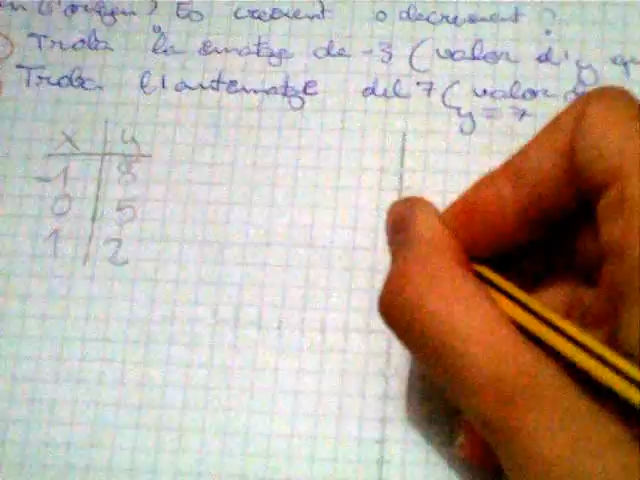 Es creixent o decreixent?
Troba la imatge de -3 (valor d'y
Troba l'antimatge del 7 (valor
y = 7
x y
-1 8
0 5
1 2